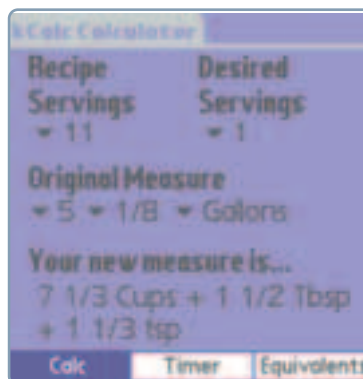 kCalc Calculator
Recipe Desired
Servings Servings
11 1
Original Measure
5 1/8 Galons
Your new measure is...
7 1/3 Cups + 1 1/2 Tbsp
+ 1 1/3 tsp
Calc Timer Equivalents